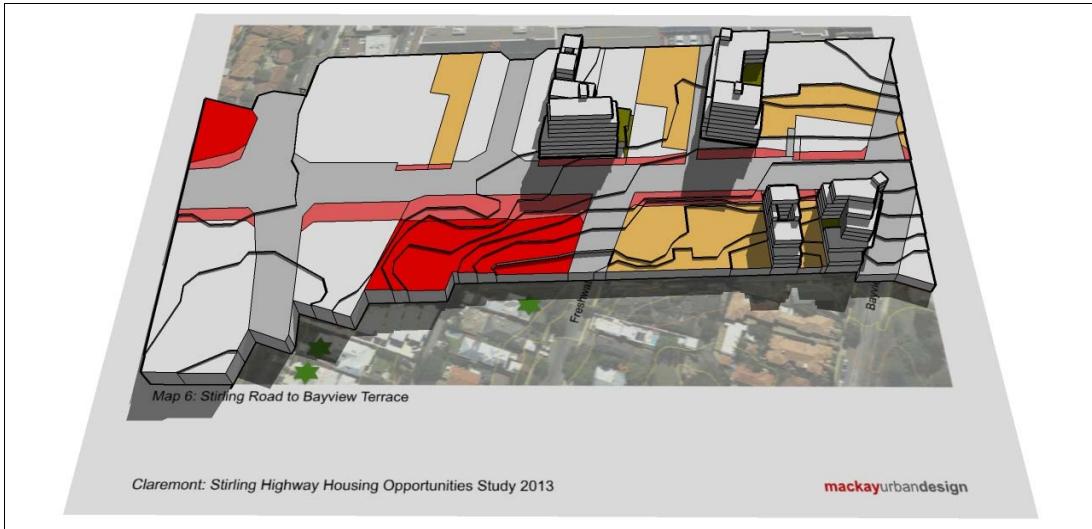 Map 6: Stirling Road to Bayview Terrace
Claremont: Stirling Highway Housing Opportunities Study 2013
mackayurbandesign